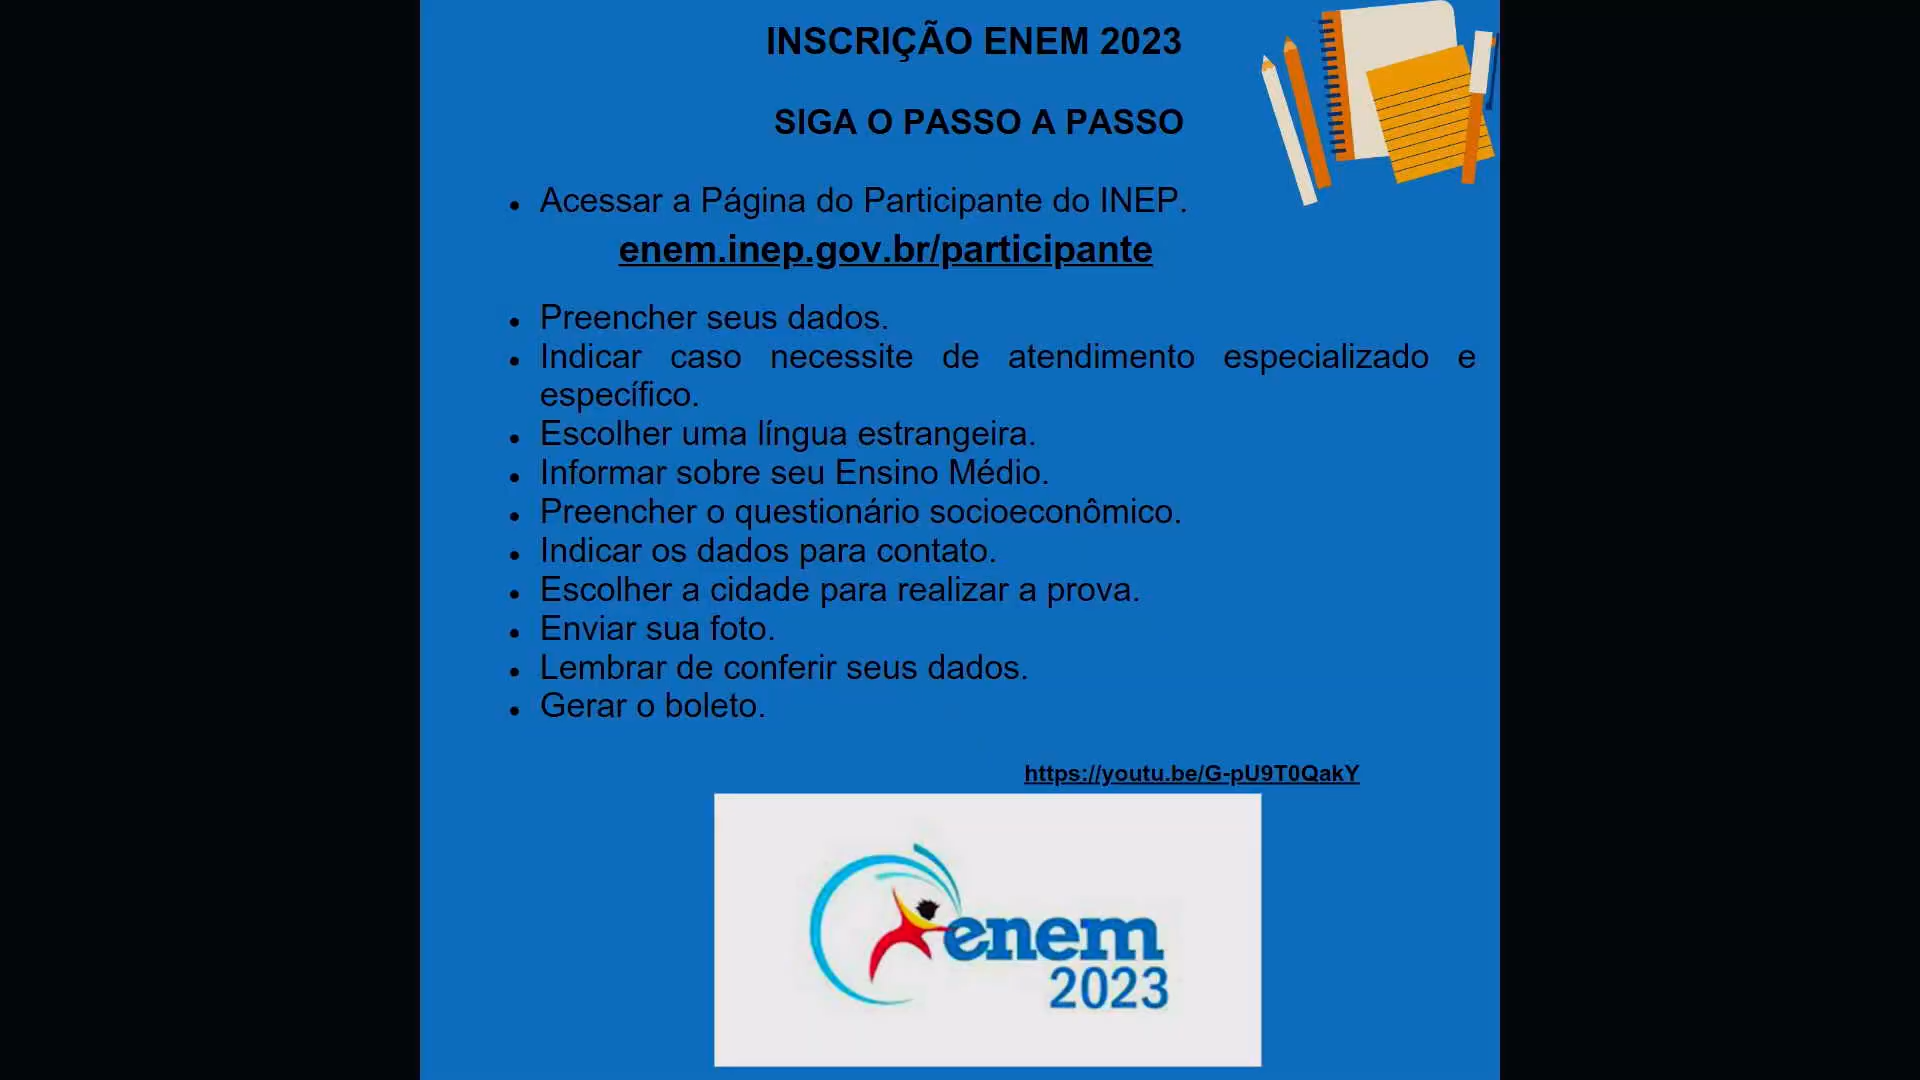 INSCRIÇÃO ENEM 2023
SIGA O PASSO A PASSO
• Acessar a Página do Participante do INEP.
enem.inep.gov.br/participante
• Preencher seus dados.
• Indicar caso necessite de atendimento especializado e
específico.
• Escolher uma língua estrangeira.
• Informar sobre seu Ensino Médio.
• Preencher o questionário socioeconômico.
• Indicar os dados para contato.
• Escolher a cidade para realizar a prova.
• Enviar sua foto.
• Lembrar de conferir seus dados.
• Gerar o boleto.
https://youtu.be/G-pU9T0QakY
enem
2023